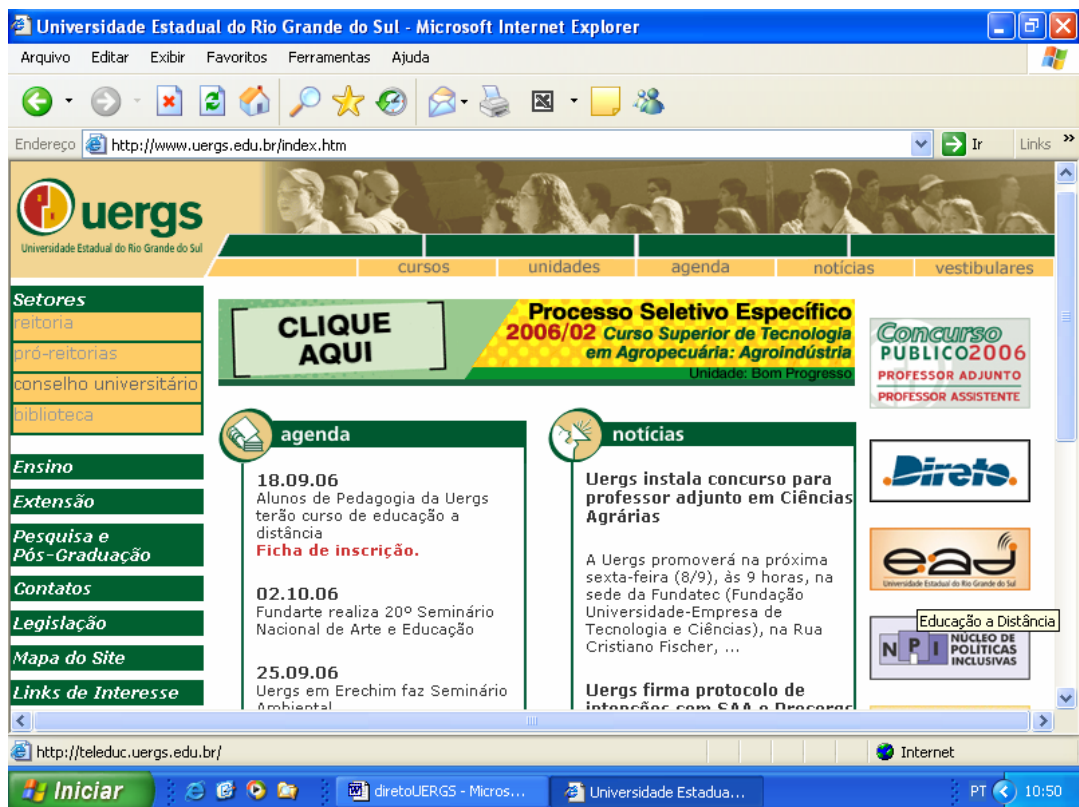 Universidade Estadual do Rio Grande do Sul - Microsoft Internet Explorer
Arquivo Editar Exibir Favoritos Ferramentas Ajuda
Endereço http://www.uergs.edu.br/index.htm Ir Links »
uergs
Universidade Estadual do Rio Grande do Sul
cursos unidades agenda notícias vestibulares
Setores
reitoria
pró-reitorias
conselho universitário
biblioteca
Ensino
Extensão
Pesquisa e
Pós-Graduação
Contatos
Legislação
Mapa do Site
Links de Interesse
CLIQUE
AQUI
Processo Seletivo Específico
2006/02 Curso Superior de Tecnologia
em Agropecuária: Agroindústria
Unidade: Bom Progresso
agenda
18.09.06
Alunos de Pedagogia da Uergs
terão curso de educação a
distância
Ficha de inscrição.
02.10.06
Fundarte realiza 20º Seminário
Nacional de Arte e Educação
25.09.06
Uergs em Erechim faz Seminário
Ambiental
notícias
Uergs instala concurso para
professor adjunto em Ciências
Agrárias
A Uergs promoverá na próxima
sexta-feira (8/9), às 9 horas, na
sede da Fundatec (Fundação
Universidade-Empresa de
Tecnologia e Ciências), na Rua
Cristiano Fischer, ...
Uergs firma protocolo de
intenções com SAA e Procergs
Concurso
PUBLICO2006
PROFESSOR ADJUNTO
PROFESSOR ASSISTENTE
.Direto.
ead
Universidade Estadual do Rio Grande do Sul
Educação a Distância
NPI NÚCLEO DE
POLÍTICAS
INCLUSIVAS
http://teleduc.uergs.edu.br/ Internet
Iniciar diretoUERGS - Micros... Universidade Estadua... PT 10:50